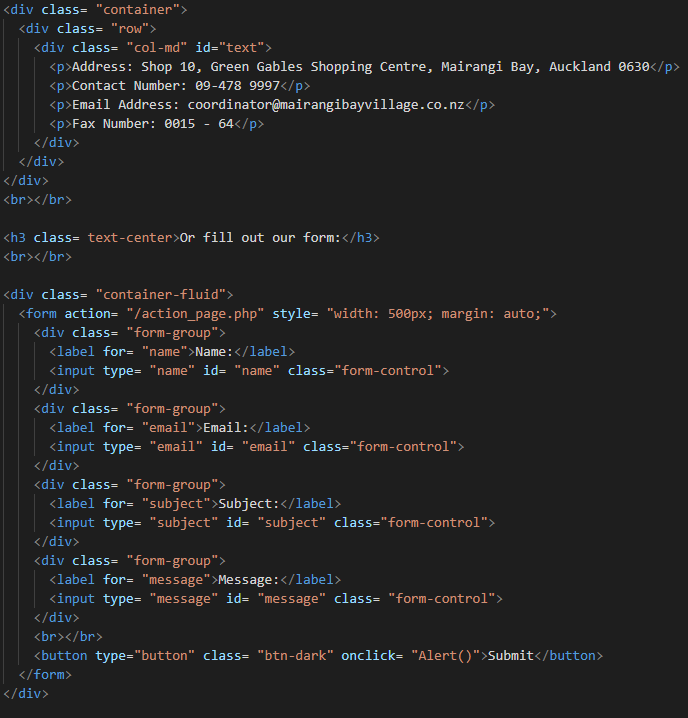 <div class= "container">
<div class= "row">
<div class= "col-md" id="text">
<p>Address: Shop 10, Green Gables Shopping Centre, Mairangi Bay, Auckland 0630</p>
<p>Contact Number: 09-478 9997</p>
<p>Email Address: coordinator@mairangibayvillage.co.nz</p>
<p>Fax Number: 0015 - 64</p>
</div>
</div>
</div>
<br></br>
<h3 class= text-center>Or fill out our form:</h3>
<br></br>
<div class= "container-fluid">
<form action= "/action_page.php" style= "width: 500px; margin: auto;">
<div class= "form-group">
<label for= "name">Name:</label>
<input type= "name" id= "name" class="form-control">
</div>
<div class= "form-group">
<label for= "email">Email:</label>
<input type= "email" id= "email" class="form-control">
</div>
<div class= "form-group">
<label for= "subject">Subject:</label>
<input type= "subject" id= "subject" class="form-control">
</div>
<div class= "form-group">
<label for= "message">Message:</label>
<input type= "message" id= "message" class= "form-control">
</div>
<br></br>
<button type="button" class= "btn-dark" onclick= "Alert()">Submit</button>
</form>
</div>